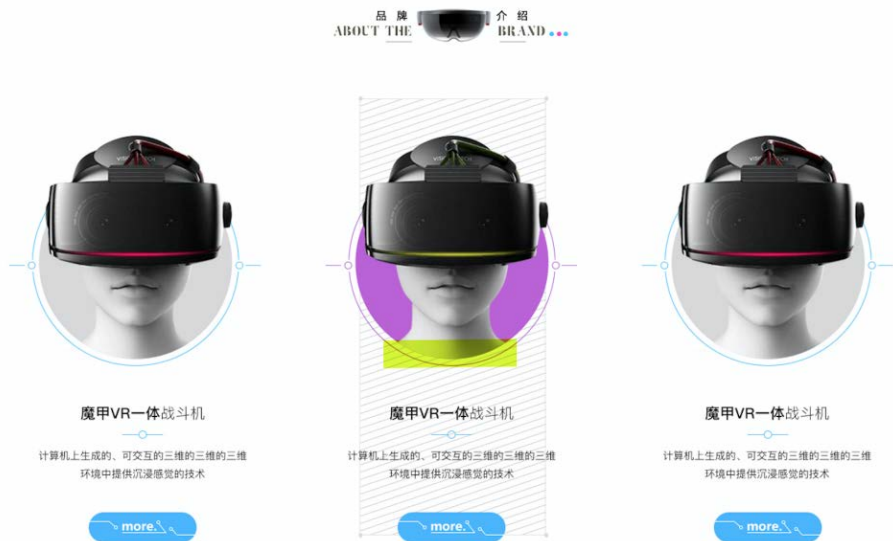 品牌 介绍
ABOUT THE BRAND
魔甲VR一体战斗机
计算机上生成的、可交互的三维的三维的三维
环境中提供沉浸感觉的技术
more.
魔甲VR一体战斗机
计算机上生成的、可交互的三维的三维的三维
环境中提供沉浸感觉的技术
more.
魔甲VR一体战斗机
计算机上生成的、可交互的三维的三维的三维
环境中提供沉浸感觉的技术
more.